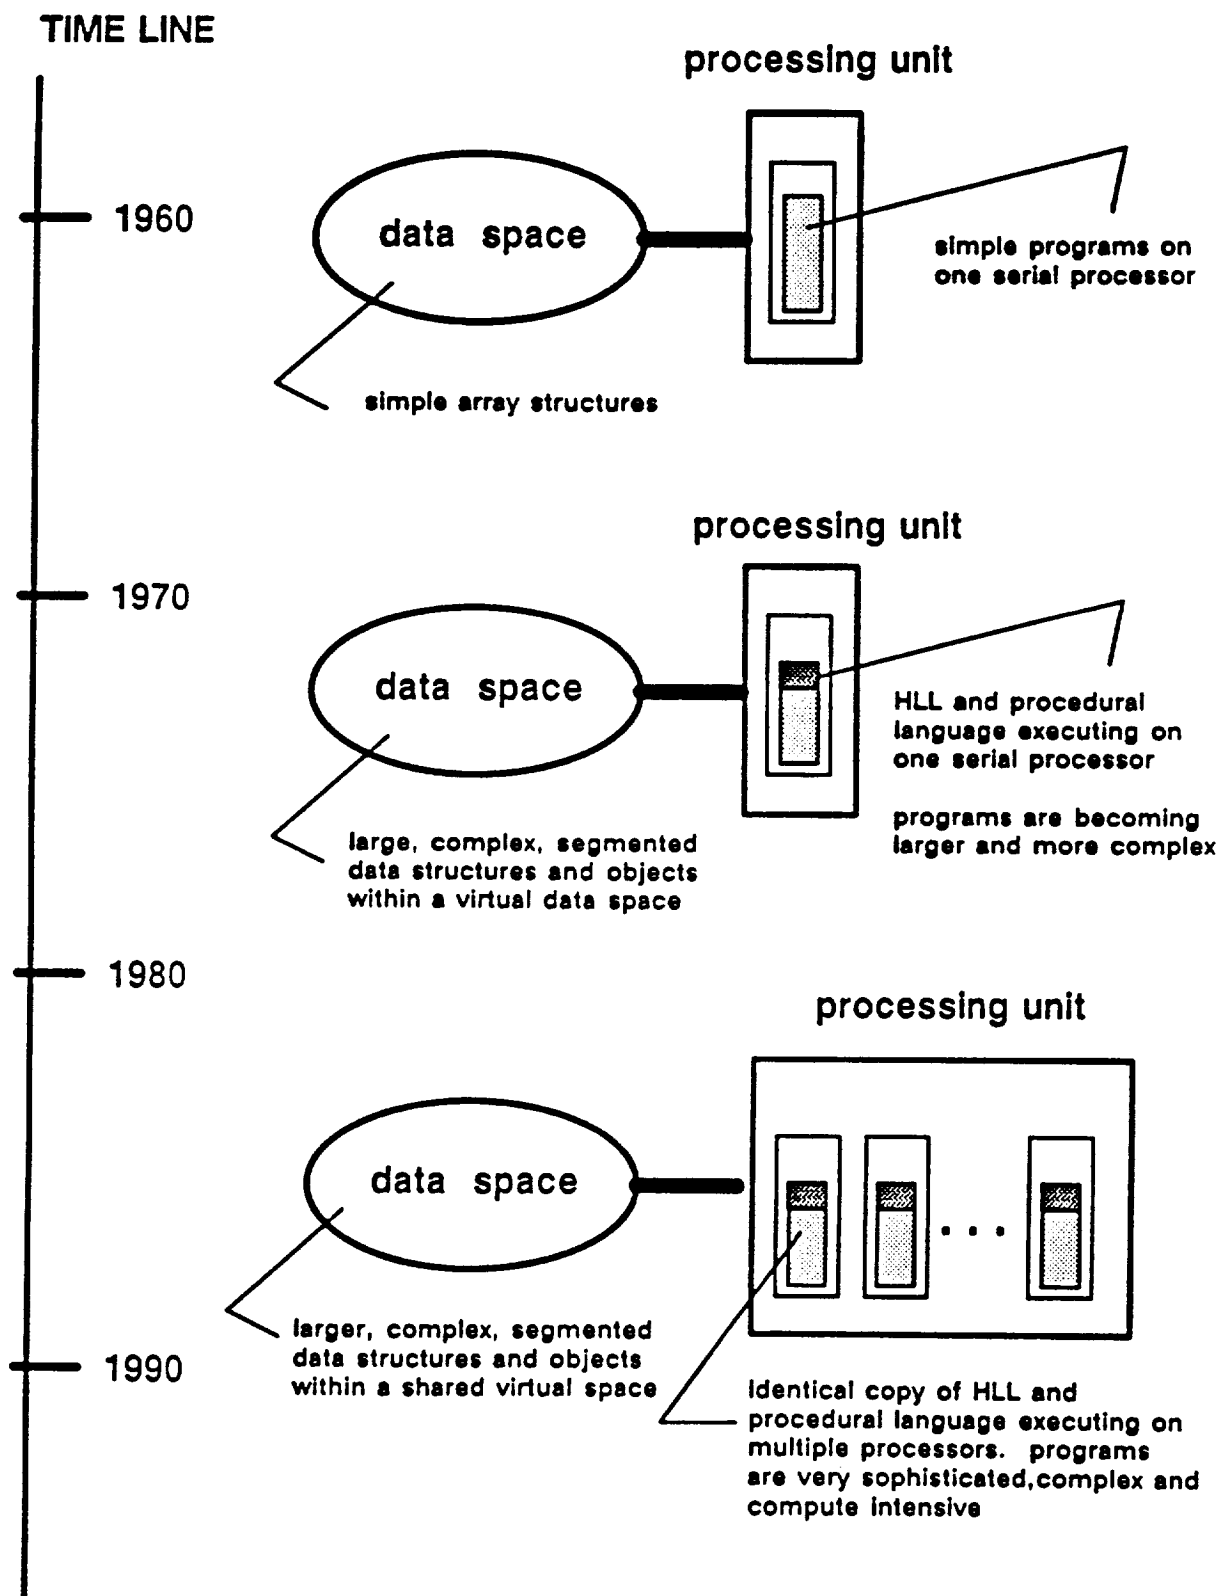 TIME LINE
processing unit
1960
data space
simple programs on
one serial processor
simple array structures
processing unit
1970
data space
HLL and procedural
language executing on
one serial processor
programs are becoming
larger and more complex
large, complex, segmented
data structures and objects
within a virtual data space
1980
processing unit
data space
. . .
larger, complex, segmented
data structures and objects
within a shared virtual space
1990
Identical copy of HLL and
procedural language executing on
multiple processors. programs
are very sophisticated,complex and
compute intensive